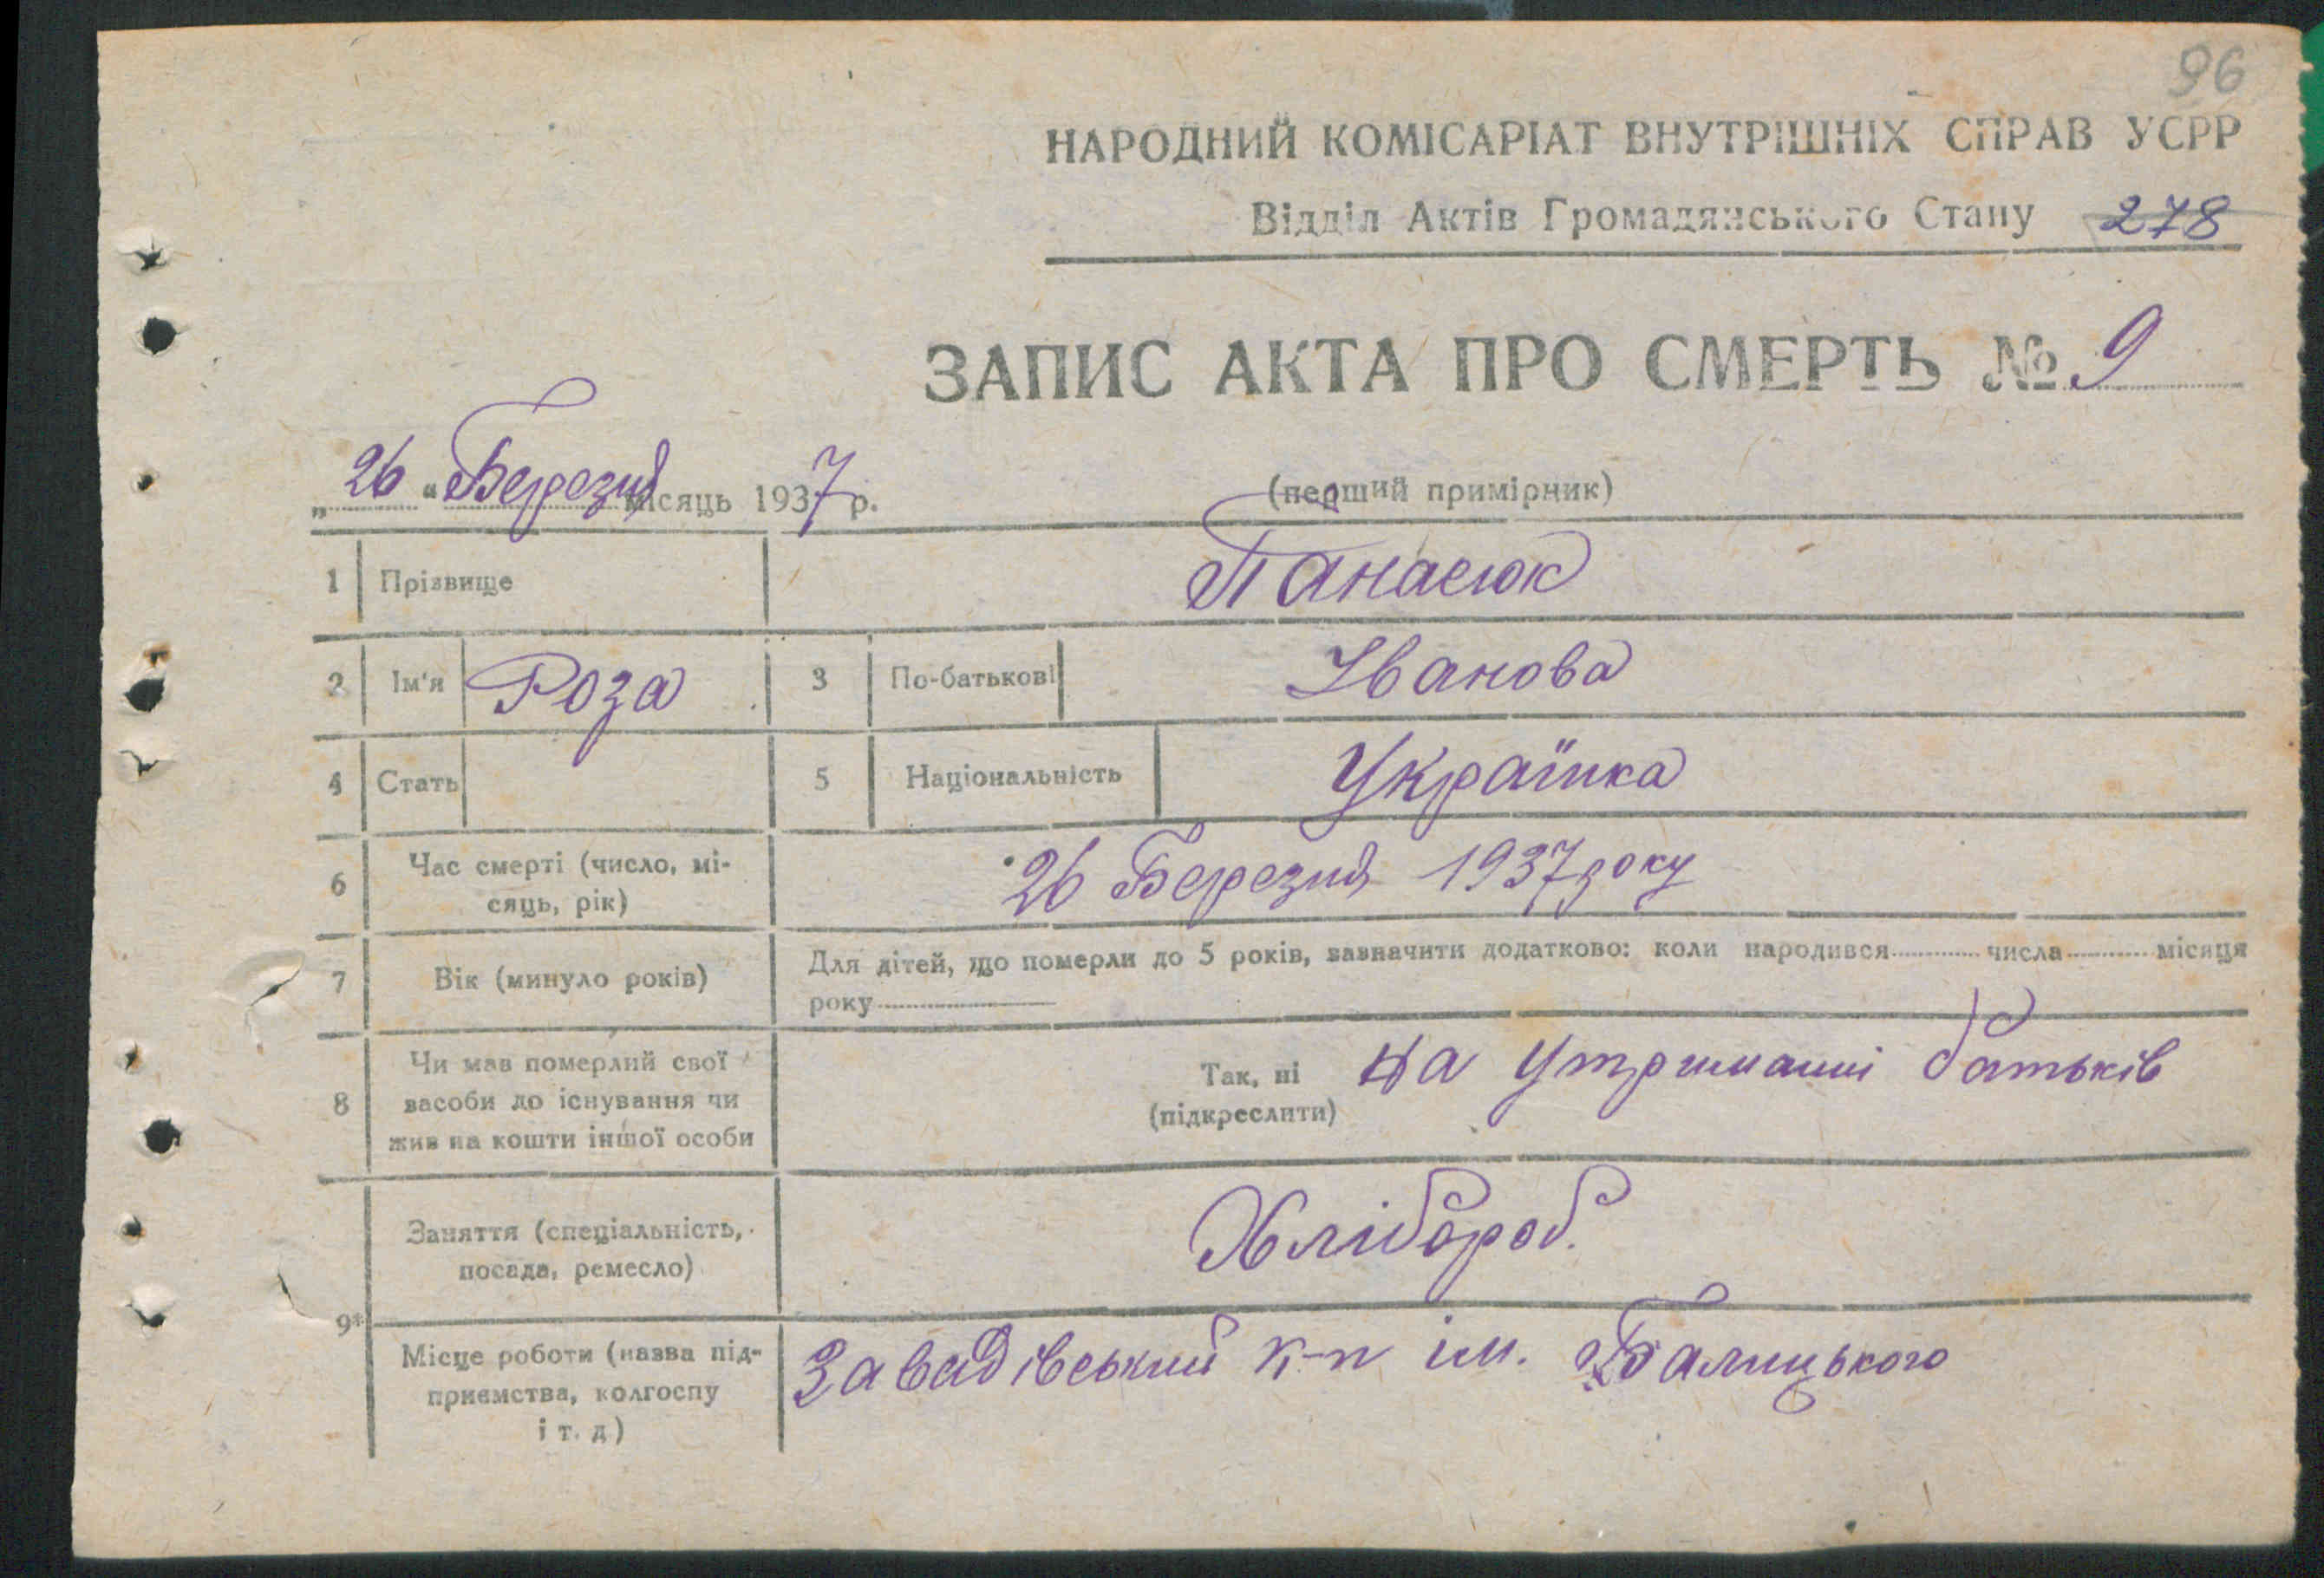 96
НАРОДНИЙ КОМІСАРІАТ ВНУТРІШНІХ СПРАВ УСРР
Відділ Актів Громадянського Стану 278
ЗАПИС АКТА ПРО СМЕРТЬ № 9
„26“ Березня місяць 1937 р. (перший примірник)
1 Прізвище Панасюк
2 Ім'я Роза 3 По-батькові Іванова
4 Стать 5 Національність Українка
6 Час смерті (число, мі-
сяць, рік) 26 Березня 1937 року
7 Вік (минуло років) Для дітей, що померли до 5 років, зазначити додатково: коли народився числа місяця
року
8 Чи мав померлий свої
засоби до існування чи
жив на кошти іншої особи
Так, ні
(підкреслити) на утриманні батьків
9* Заняття (спеціальність,
посада, ремесло) Хлібороб.
Місце роботи (назва під-
приємства, колгоспу
і т. д) Завадівський к-п ім. Балицького